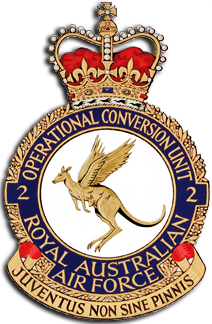 OPERATIONAL CONVERSION UNIT
2 2
ROYAL AUSTRALIAN
AIR FORCE
JUVENTUS NON SINE PINNIS